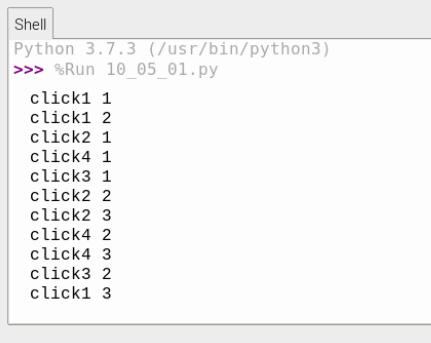 Shell
Python 3.7.3 (/usr/bin/python3)
>>> %Run 10_05_01.py
click1 1
click1 2
click2 1
click4 1
click3 1
click2 2
click2 3
click4 2
click4 3
click3 2
click1 3